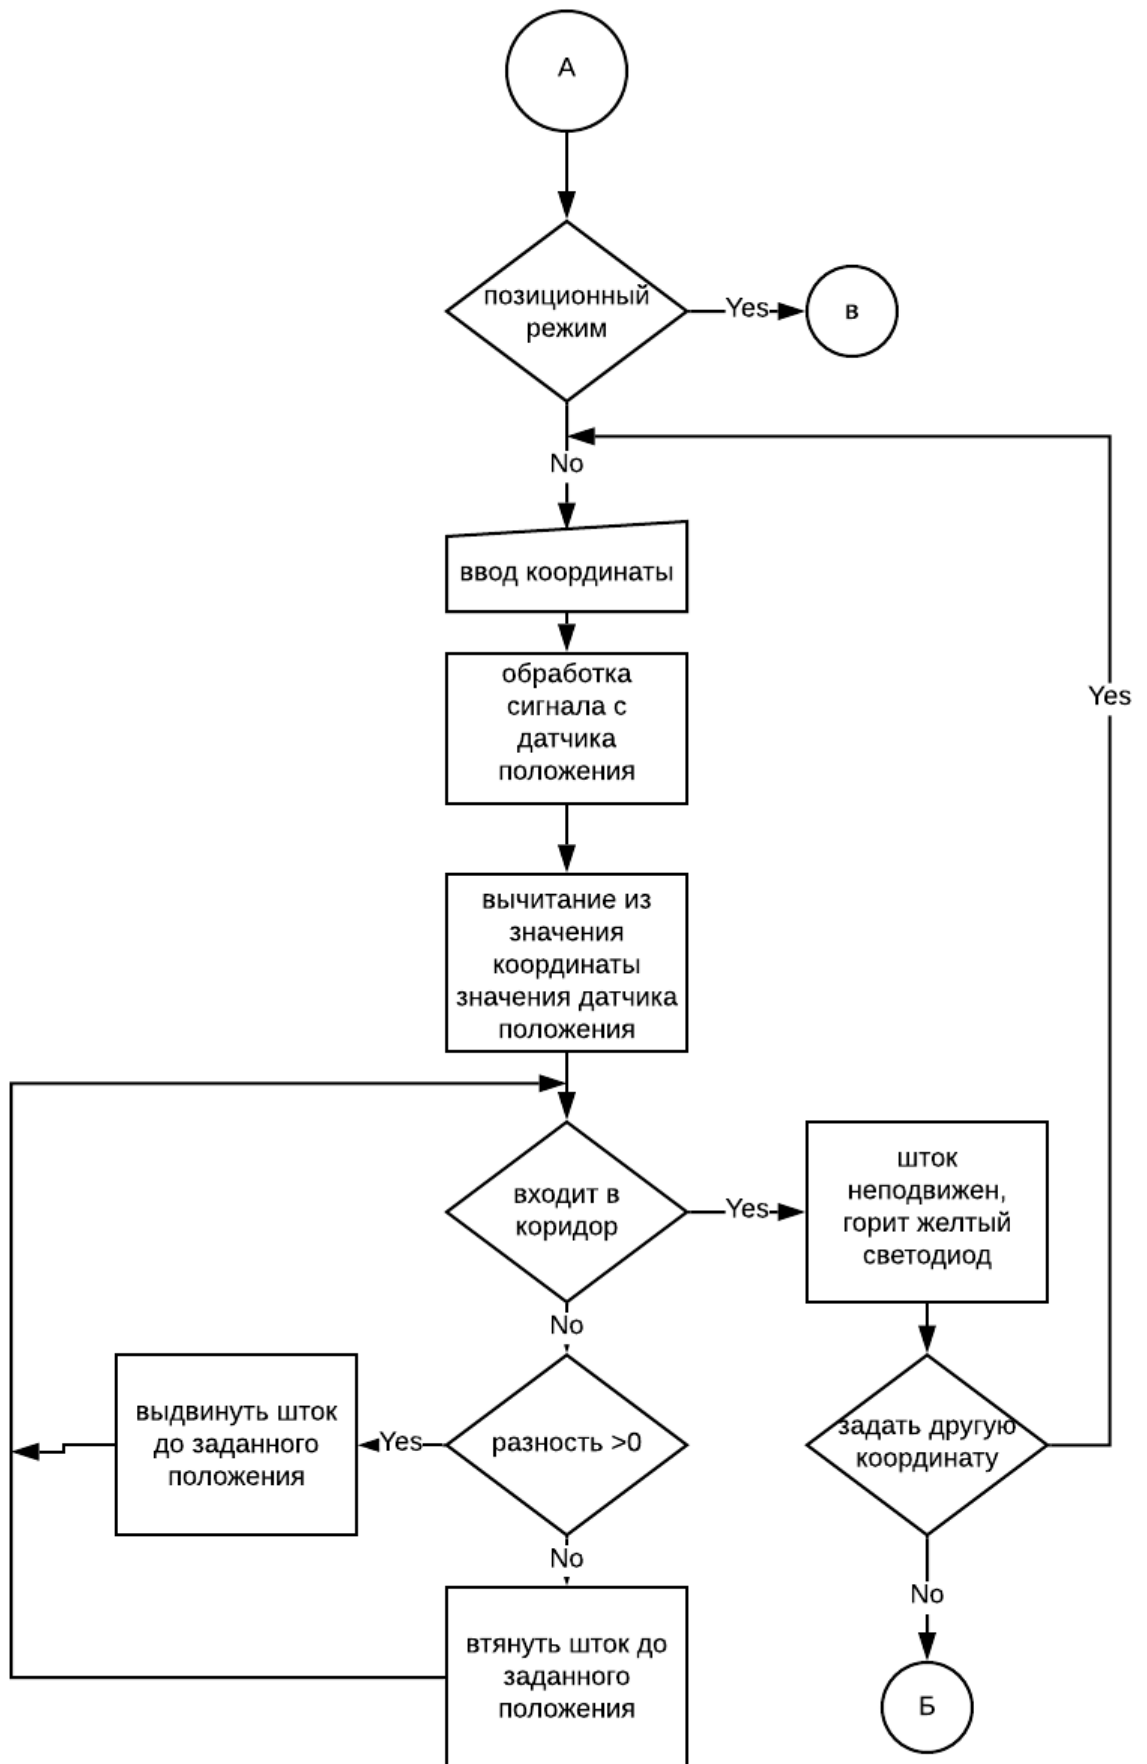 А
позиционный
режим
Yes
в
No
ввод координаты
обработка
сигнала с
датчика
положения
Yes
вычитание из
значения
координаты
значения датчика
положения
входит в
коридор
Yes
шток
неподвижен,
горит желтый
светодиод
No
выдвинуть шток
до заданного
положения
Yes
разность >0
задать другую
координату
No
No
втянуть шток до
заданного
положения
Б